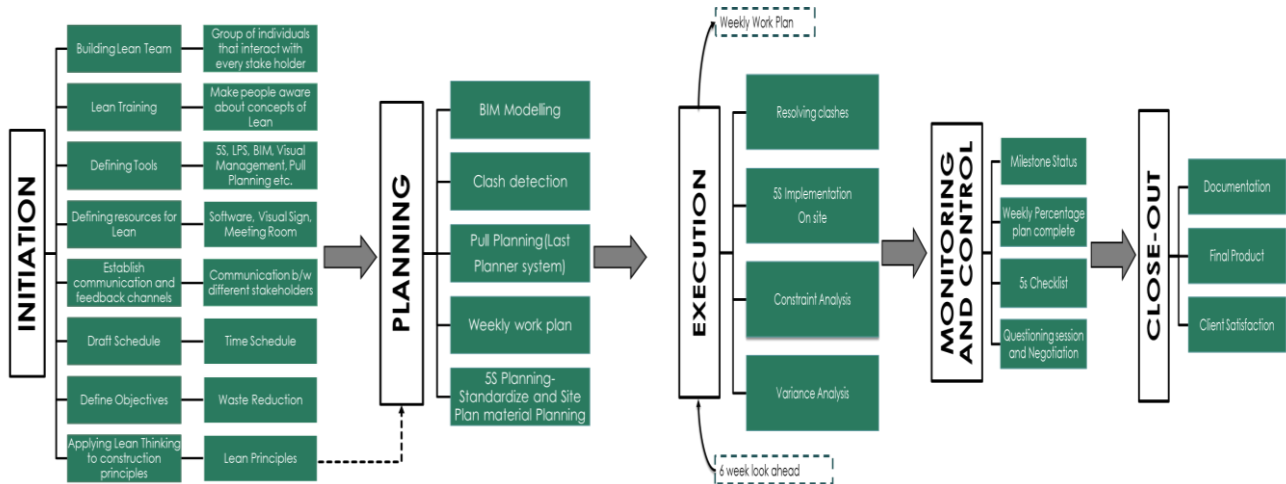 INITIATION
Building Lean Team
Group of individuals
that interact with
every stake holder
Lean Training
Make people aware
about concepts of
Lean
Defining Tools
5S, LPS, BIM, Visual
Management, Pull
Planning etc.
Defining resources for
Lean
Software, Visual Sign,
Meeting Room
Establish
communication and
feedback channels
Communication b/w
different stakeholders
Draft Schedule
Time Schedule
Define Objectives
Waste Reduction
Applying Lean Thinking
to construction
principles
Lean Principles
PLANNING
BIM Modelling
Clash detection
Pull Planning(Last
Planner system)
Weekly work plan
5S Planning-
Standardize and Site
Plan material Planning
Weekly Work Plan
EXECUTION
Resolving clashes
5S Implementation
On site
Constraint Analysis
Variance Analysis
6 week look ahead
MONITORING
AND CONTROL
Milestone Status
Weekly Percentage
plan complete
5s Checklist
Questioning session
and Negotiation
CLOSE-OUT
Documentation
Final Product
Client Satisfaction